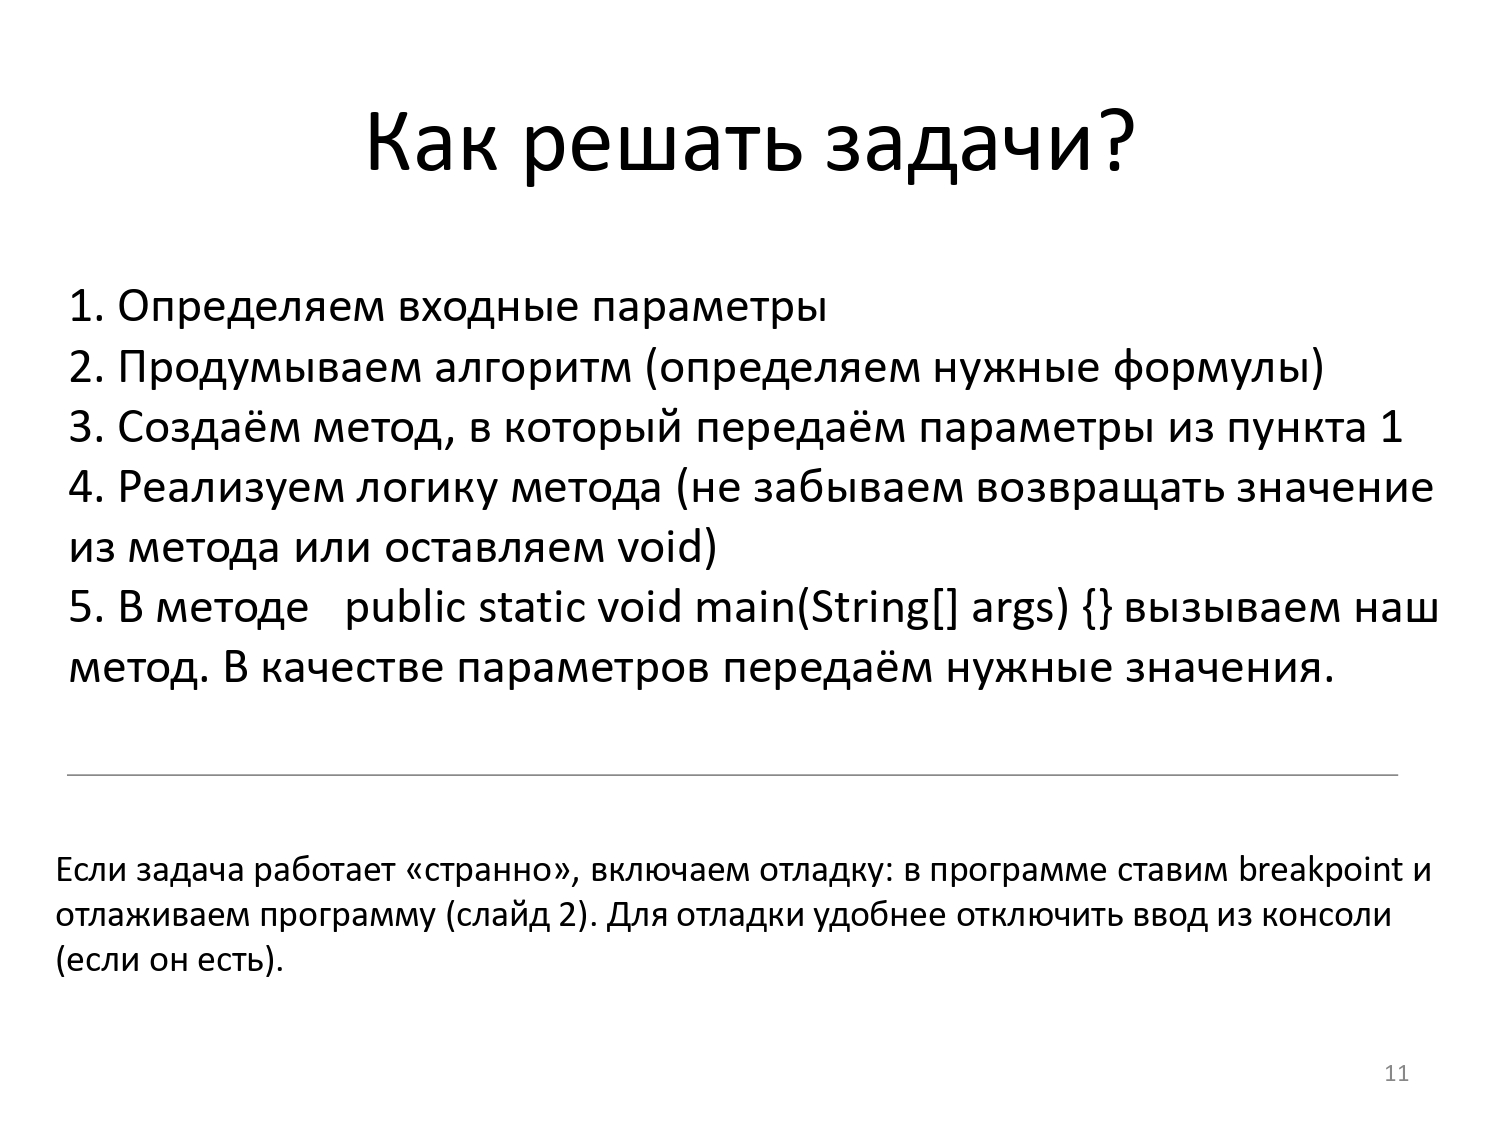 Как решать задачи?
1. Определяем входные параметры
2. Продумываем алгоритм (определяем нужные формулы)
3. Создаём метод, в который передаём параметры из пункта 1
4. Реализуем логику метода (не забываем возвращать значение
из метода или оставляем void)
5. В методе   public static void main(String[] args) {} вызываем наш
метод. В качестве параметров передаём нужные значения.
Если задача работает «странно», включаем отладку: в программе ставим breakpoint и
отлаживаем программу (слайд 2). Для отладки удобнее отключить ввод из консоли
(если он есть).
11